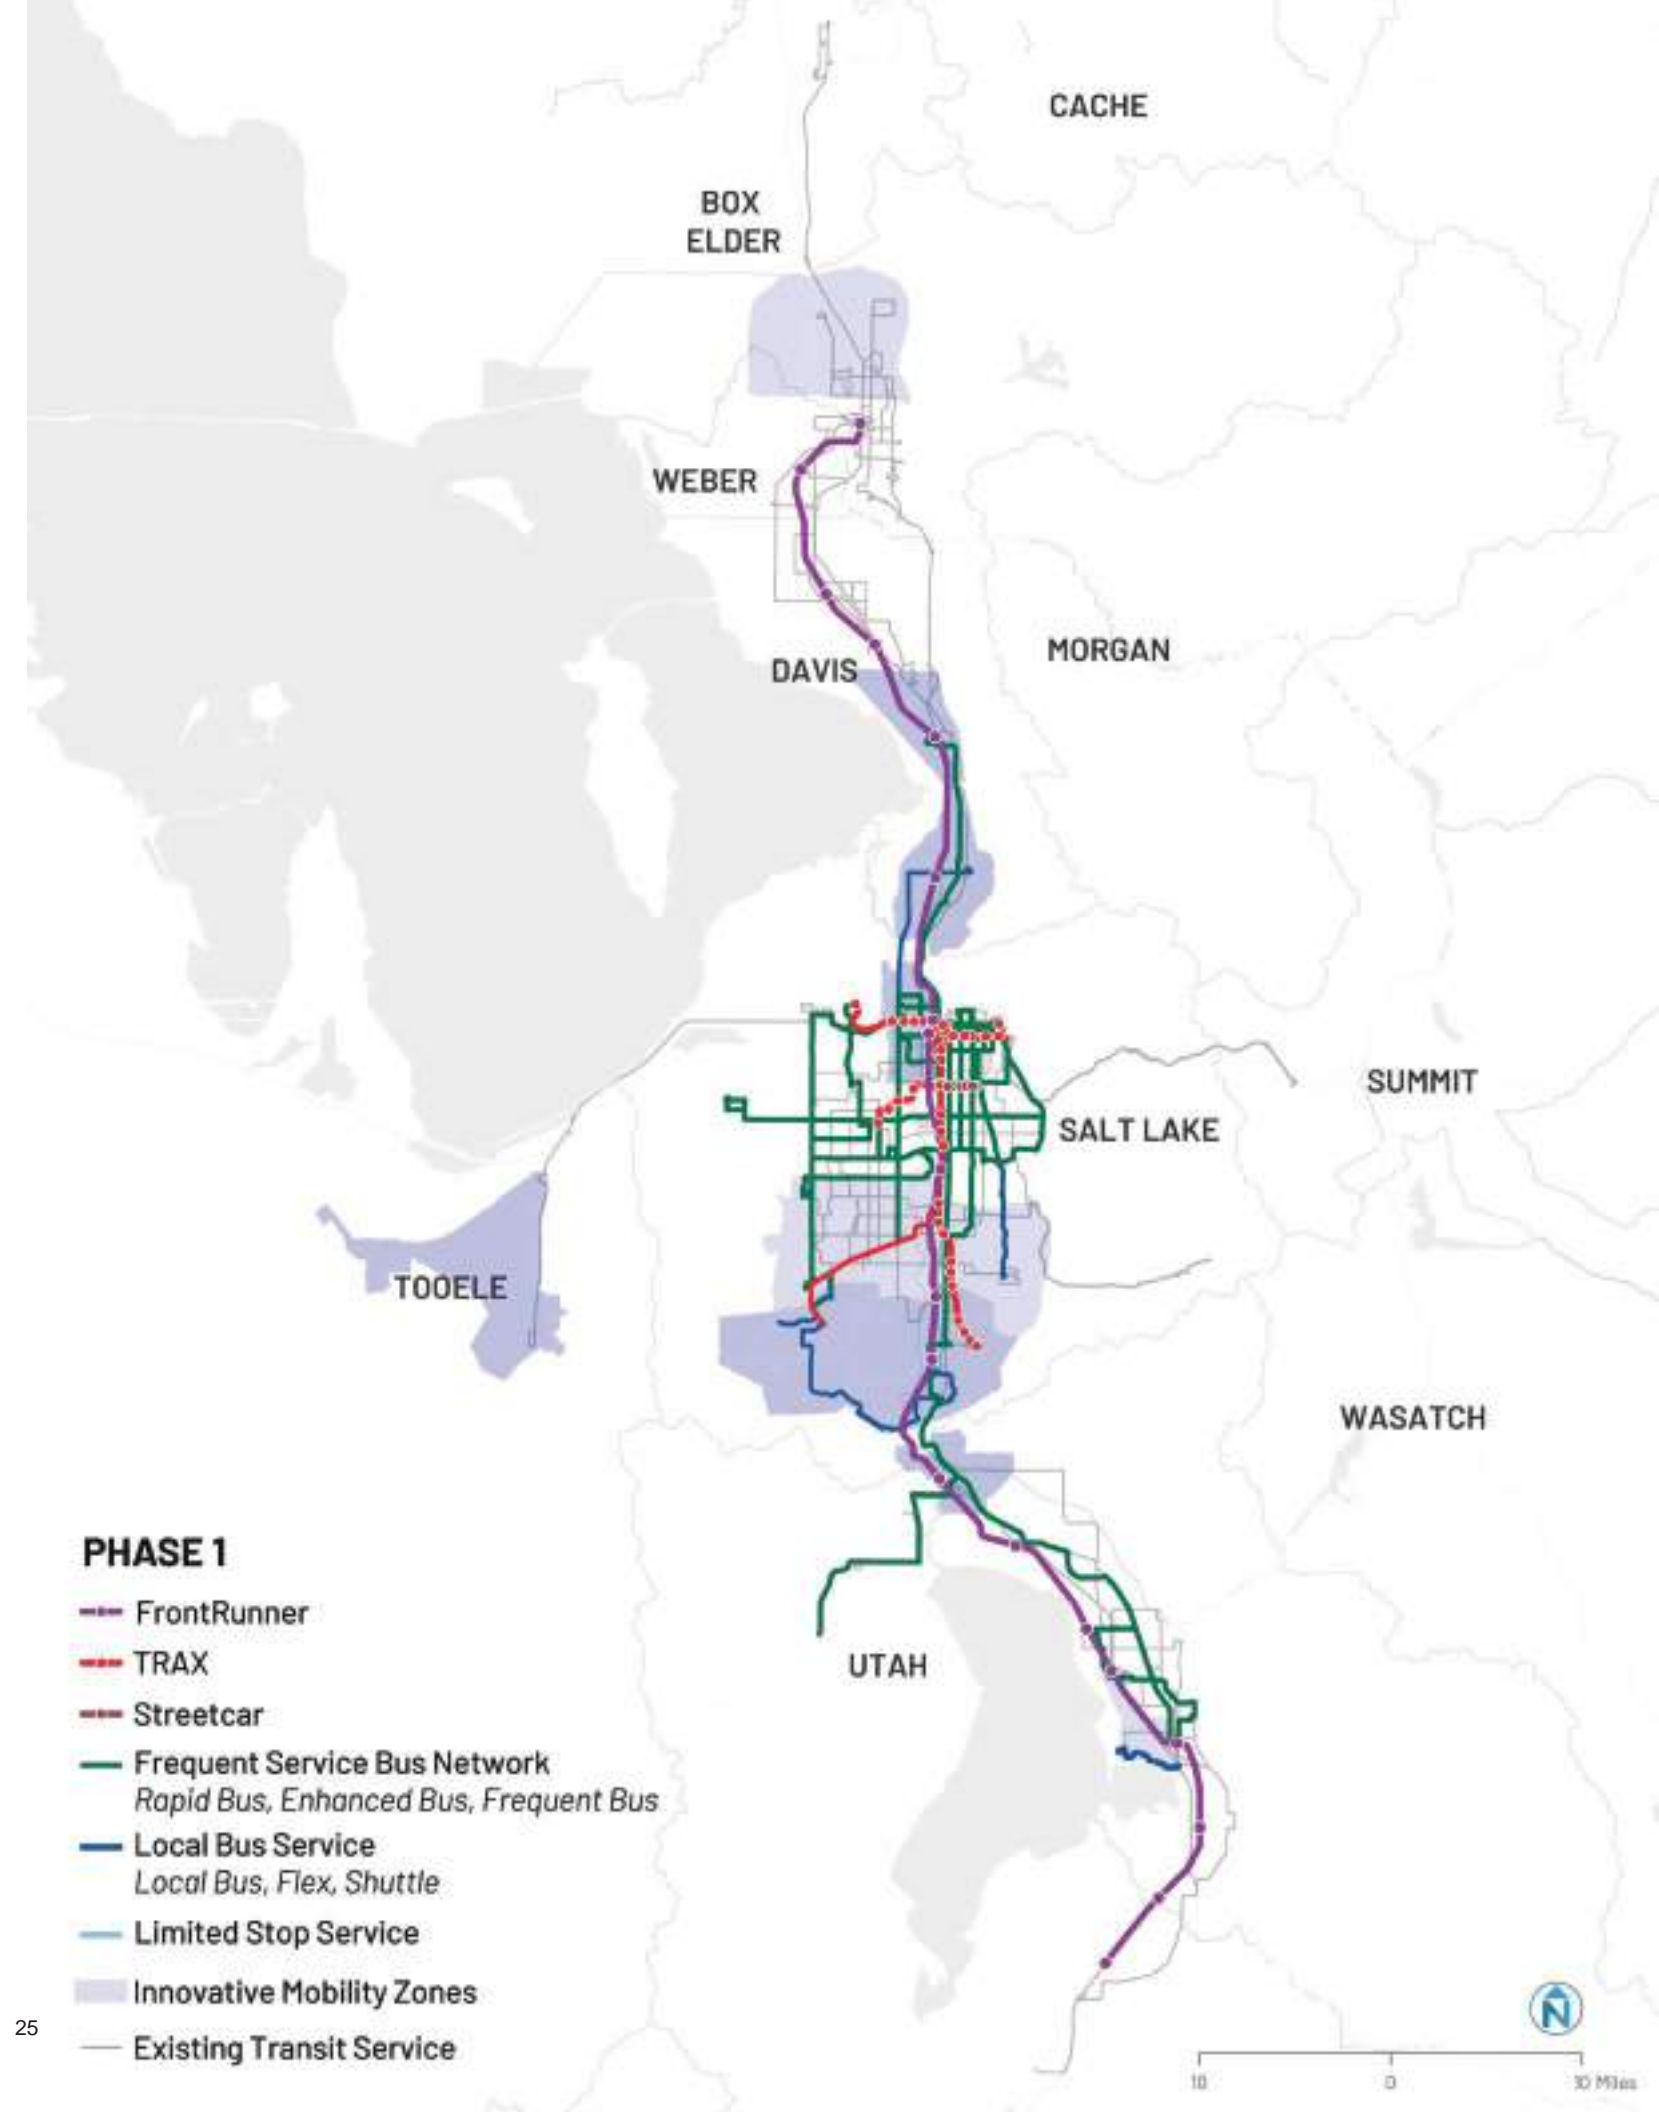 CACHE
BOX
ELDER
WEBER
MORGAN
DAVIS
SUMMIT
SALT LAKE
TOOELE
WASATCH
UTAH
PHASE 1
FrontRunner
TRAX
Streetcar
Frequent Service Bus Network
Rapid Bus, Enhanced Bus, Frequent Bus
Local Bus Service
Local Bus, Flex, Shuttle
Limited Stop Service
Innovative Mobility Zones
25
Existing Transit Service
N
10 0 10 Miles